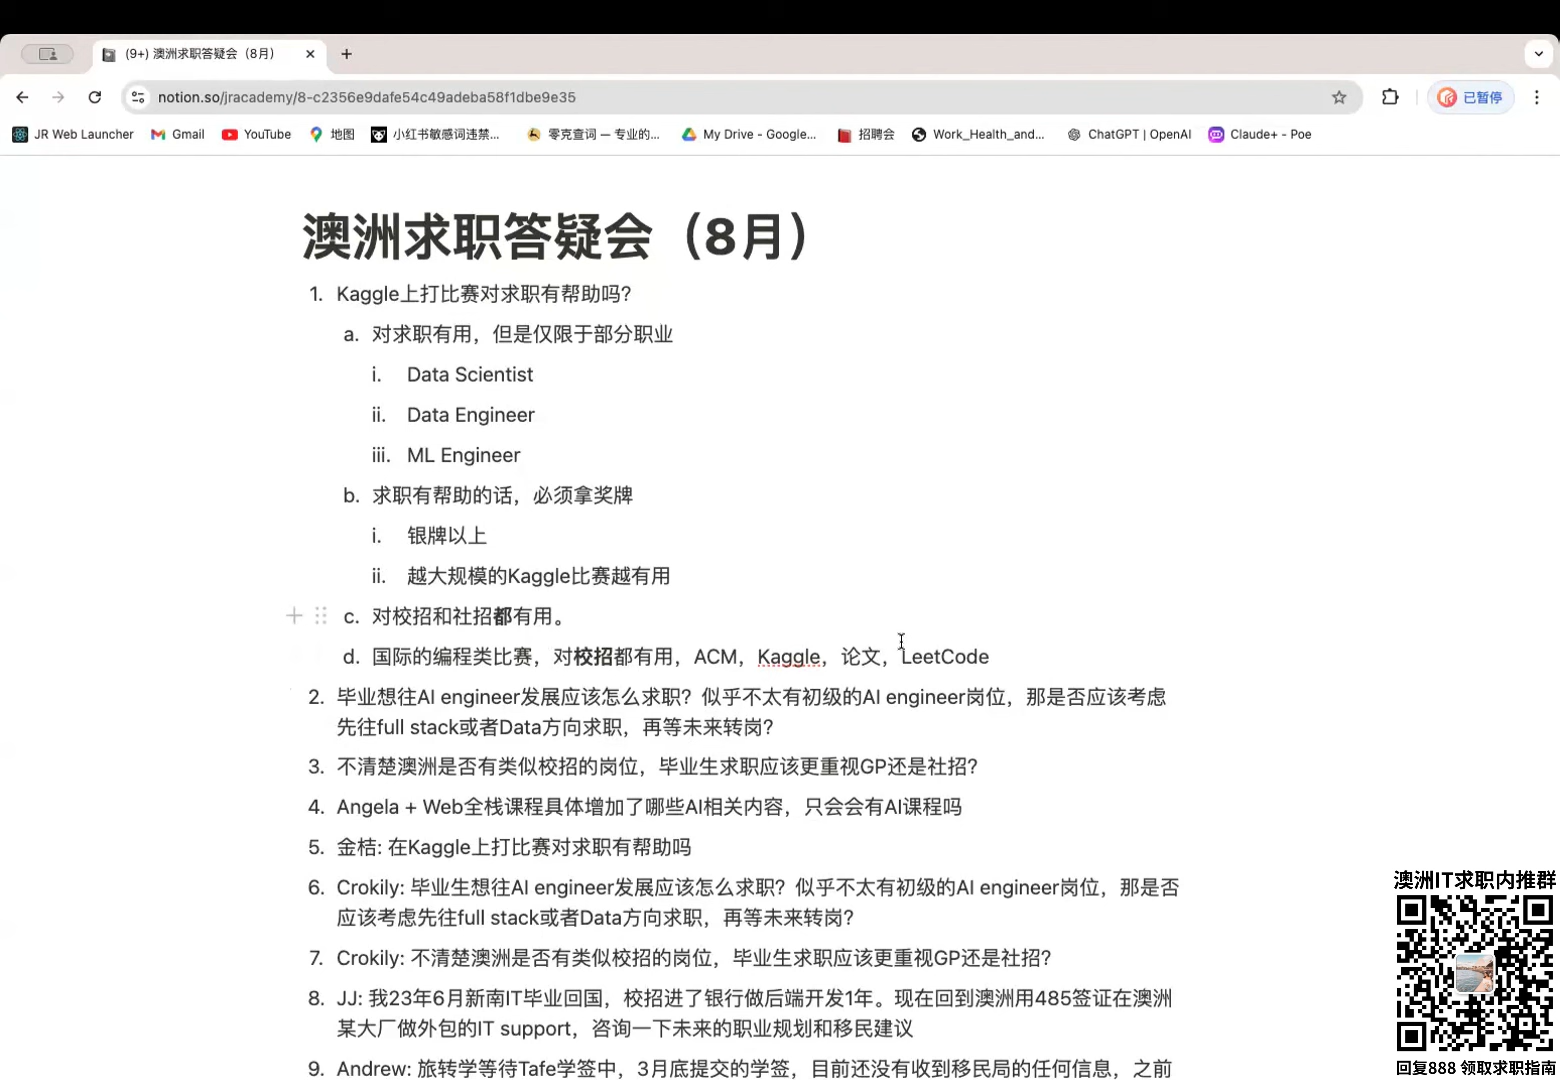 (9+) 澳洲求职答疑会（8月）
notion.so/jracademy/8-c2356e9dafe54c49adeba58f1dbe9e35
已暂停
JR Web Launcher
Gmail
YouTube
地图
小红书敏感词违禁...
零克查词 — 专业的...
My Drive - Google...
招聘会
Work_Health_and...
ChatGPT | OpenAI
Claude+ - Poe
澳洲求职答疑会（8月）
1. Kaggle上打比赛对求职有帮助吗？
a. 对求职有用，但是仅限于部分职业
i. Data Scientist
ii. Data Engineer
iii. ML Engineer
b. 求职有帮助的话，必须拿奖牌
i. 银牌以上
ii. 越大规模的Kaggle比赛越有用
c. 对校招和社招都有用。
d. 国际的编程类比赛，对校招都有用，ACM，Kaggle，论文，LeetCode
2. 毕业想往AI engineer发展应该怎么求职？似乎不太有初级的AI engineer岗位，那是否应该考虑
先往full stack或者Data方向求职，再等未来转岗？
3. 不清楚澳洲是否有类似校招的岗位，毕业生求职应该更重视GP还是社招？
4. Angela + Web全栈课程具体增加了哪些AI相关内容，只会会有AI课程吗
5. 金桔: 在Kaggle上打比赛对求职有帮助吗
6. Crokily: 毕业生想往AI engineer发展应该怎么求职？似乎不太有初级的AI engineer岗位，那是否
应该考虑先往full stack或者Data方向求职，再等未来转岗？
7. Crokily: 不清楚澳洲是否有类似校招的岗位，毕业生求职应该更重视GP还是社招？
8. JJ: 我23年6月新南IT毕业回国，校招进了银行做后端开发1年。现在回到澳洲用485签证在澳洲
某大厂做外包的IT support，咨询一下未来的职业规划和移民建议
9. Andrew: 旅转学等待Tafe学签中，3月底提交的学签，目前还没有收到移民局的任何信息，之前
澳洲IT求职内推群
回复888 领取求职指南